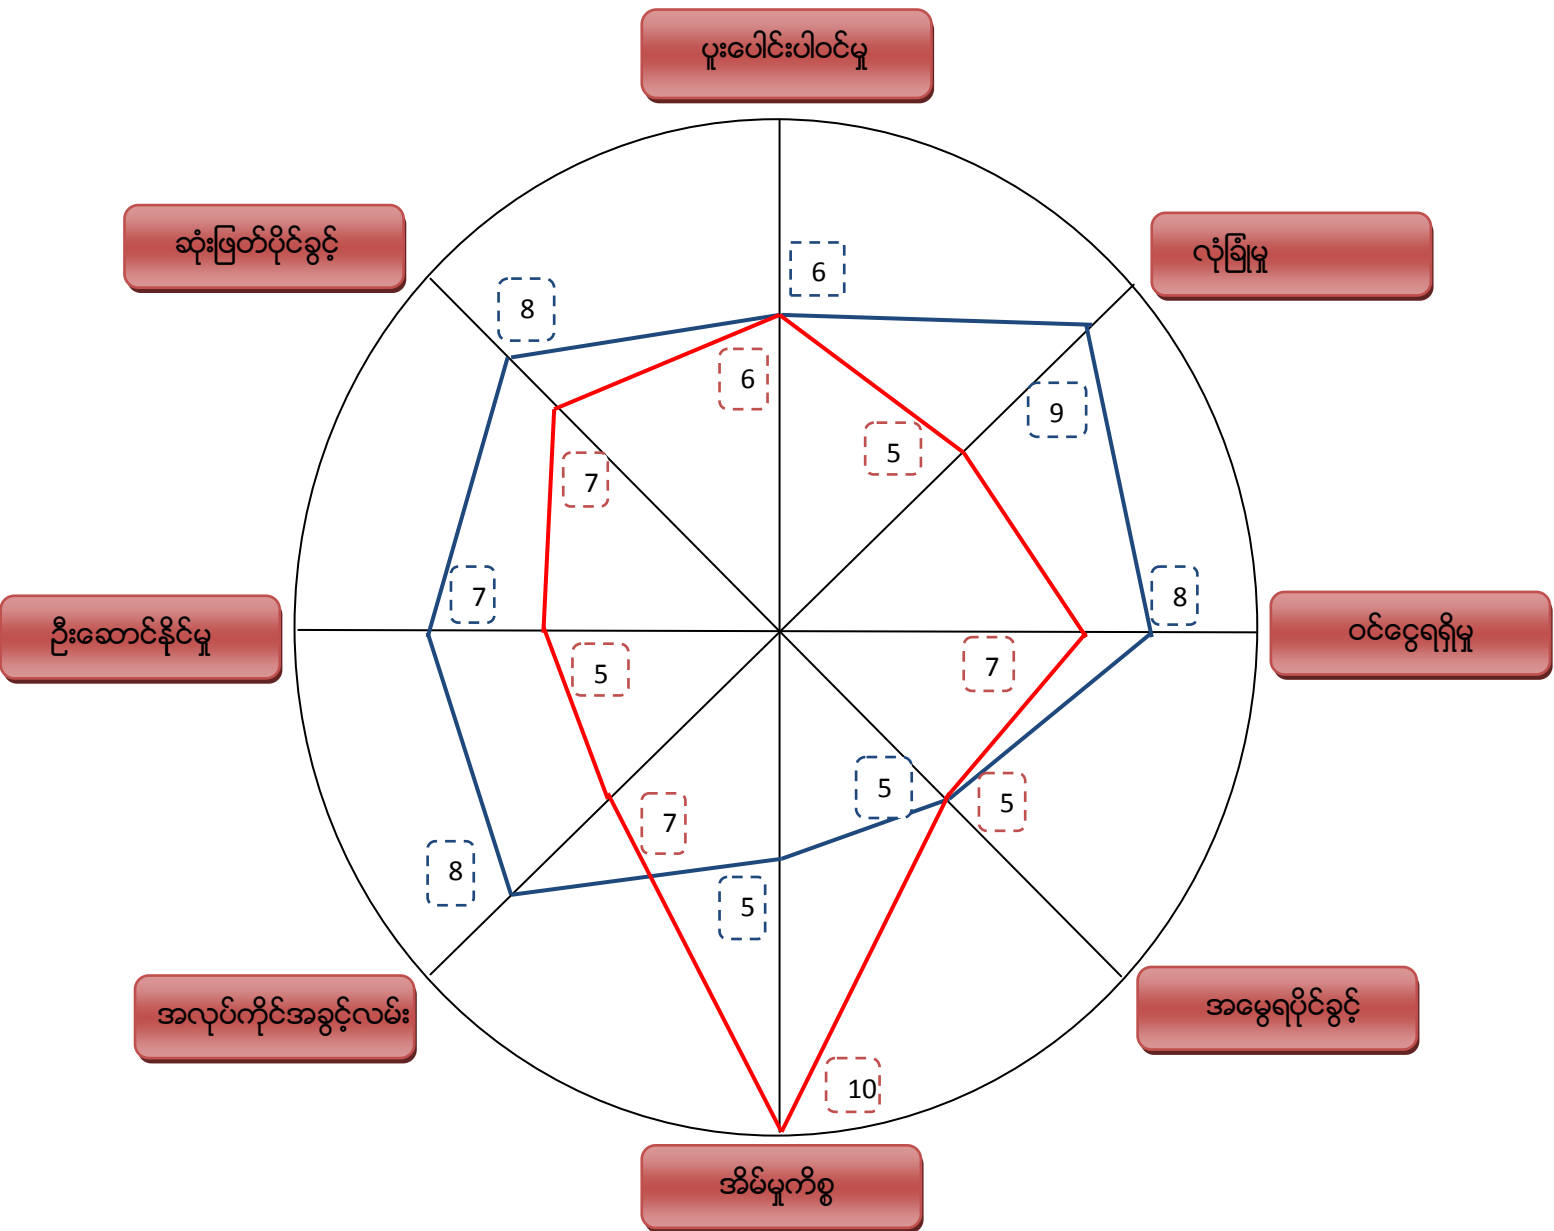 ပူးပေါင်းပါဝင်မှု
ဆုံးဖြတ်ပိုင်ခွင့်
လုံခြုံမှု
6
8
6
9
5
7
7
8
ဦးဆောင်နိုင်မှု
ဝင်ငွေရရှိမှု
5
7
5
5
7
8
5
အလုပ်ကိုင်အခွင့်လမ်း
အမွေရပိုင်ခွင့်
10
အိမ်မှုကိစ္စ